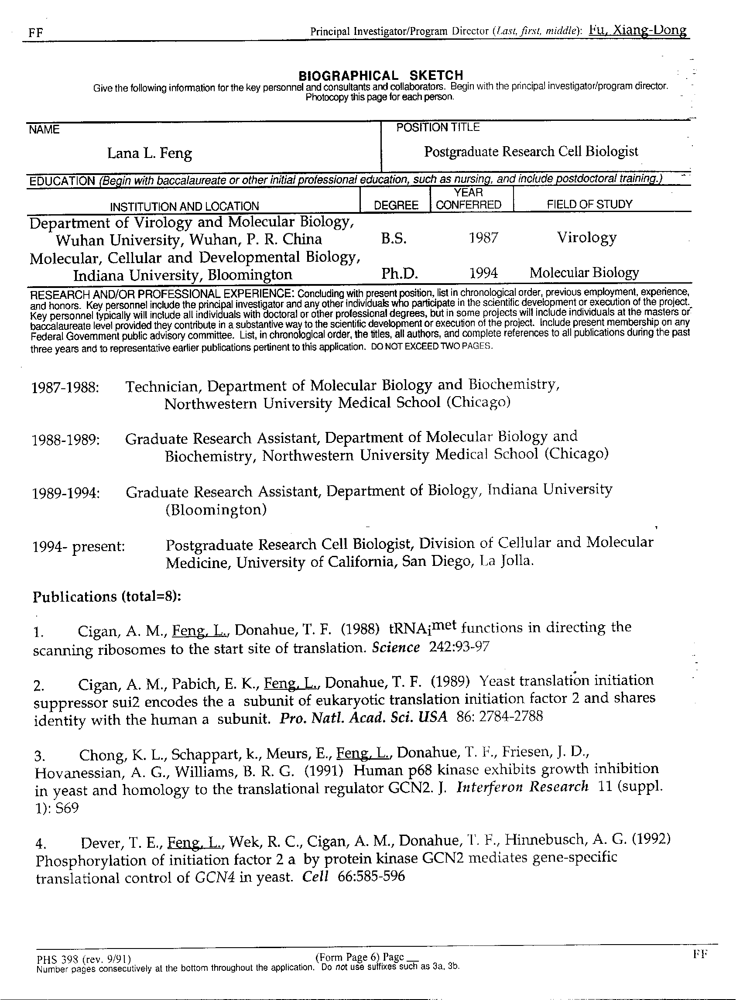 FF
Principal Investigator/Program Director (Last, first, middle): Fu, Xiang-Dong
BIOGRAPHICAL SKETCH
Give the following information for the key personnel and consultants and collaborators. Begin with the principal investigator/program director.
Photocopy this page for each person.
NAME
POSITION TITLE
Lana L. Feng
Postgraduate Research Cell Biologist
EDUCATION (Begin with baccalaureate or other initial professional education, such as nursing, and include postdoctoral training.)
INSTITUTION AND LOCATION
DEGREE
YEAR
CONFERRED
FIELD OF STUDY
Department of Virology and Molecular Biology,
Wuhan University, Wuhan, P. R. China
B.S.
1987
Virology
Molecular, Cellular and Developmental Biology,
Indiana University, Bloomington
Ph.D.
1994
Molecular Biology
RESEARCH AND/OR PROFESSIONAL EXPERIENCE: Concluding with present position, list in chronological order, previous employment, experience,
and honors. Key personnel include the principal investigator and any other individuals who participate in the scientific development or execution of the project.
Key personnel typically will include all individuals with doctoral or other professional degrees, but in some projects will include individuals at the masters or
baccalaureate level provided they contribute in a substantive way to the scientific development or execution of the project. Include present membership on any
Federal Government public advisory committee. List, in chronological order, the titles, all authors, and complete references to all publications during the past
three years and to representative earlier publications pertinent to this application. DO NOT EXCEED TWO PAGES.
1987-1988: Technician, Department of Molecular Biology and Biochemistry,
Northwestern University Medical School (Chicago)
1988-1989: Graduate Research Assistant, Department of Molecular Biology and
Biochemistry, Northwestern University Medical School (Chicago)
1989-1994: Graduate Research Assistant, Department of Biology, Indiana University
(Bloomington)
1994- present: Postgraduate Research Cell Biologist, Division of Cellular and Molecular
Medicine, University of California, San Diego, La Jolla.
Publications (total=8):
1. Cigan, A. M., Feng, L., Donahue, T. F. (1988) tRNAimet functions in directing the
scanning ribosomes to the start site of translation. Science 242:93-97
2. Cigan, A. M., Pabich, E. K., Feng, L., Donahue, T. F. (1989) Yeast translation initiation
suppressor sui2 encodes the a subunit of eukaryotic translation initiation factor 2 and shares
identity with the human a subunit. Pro. Natl. Acad. Sci. USA 86: 2784-2788
3. Chong, K. L., Schappart, k., Meurs, E., Feng, L., Donahue, T. F., Friesen, J. D.,
Hovanessian, A. G., Williams, B. R. G. (1991) Human p68 kinase exhibits growth inhibition
in yeast and homology to the translational regulator GCN2. J. Interferon Research 11 (suppl.
1): S69
4. Dever, T. E., Feng, L., Wek, R. C., Cigan, A. M., Donahue, T. F., Hinnebusch, A. G. (1992)
Phosphorylation of initiation factor 2 a by protein kinase GCN2 mediates gene-specific
translational control of GCN4 in yeast. Cell 66:585-596
PHS 398 (rev. 9/91)
(Form Page 6) Page __
FF
Number pages consecutively at the bottom throughout the application. Do not use suffixes such as 3a, 3b.